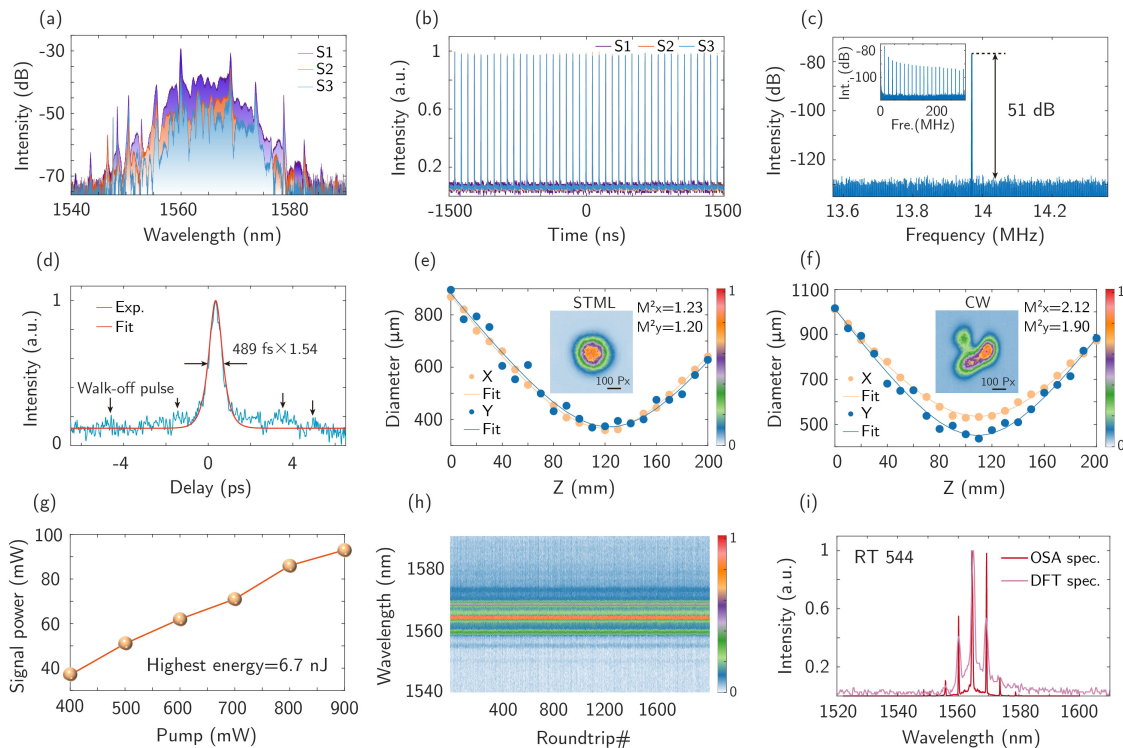 (a)
Intensity (dB)
-30
-50
-70
S1
S2
S3
1540
1560
1580
Wavelength (nm)
(b)
Intensity (a.u.)
1
0.6
0.2
S1 S2 S3
-1500
0
1500
Time (ns)
(c)
Intensity (dB)
-80
-100
-120
Int. (dB)
-80
-100
0
200
Fre.(MHz)
51 dB
13.6
13.8
14
14.2
Frequency (MHz)
(d)
Intensity (a.u.)
1
0
Exp.
Fit
489 fs×1.54
Walk-off pulse
-4
0
4
Delay (ps)
(e)
Diameter (μm)
800
600
400
STML
M²x=1.23
M²y=1.20
100 Px
X
Fit
Y
Fit
1
0
0
40
80
120
160
200
Z (mm)
(f)
Diameter (μm)
1100
900
700
500
CW
M²x=2.12
M²y=1.90
100 Px
X
Fit
Y
Fit
1
0
0
40
80
120
160
200
Z (mm)
(g)
Signal power (mW)
100
80
60
40
Highest energy=6.7 nJ
400
500
600
700
800
900
Pump (mW)
(h)
Wavelength (nm)
1580
1560
1540
1
0
400
800
1200
1600
Roundtrip#
(i)
Intensity (a.u.)
1
0.6
0.2
RT 544
OSA spec.
DFT spec.
1520
1540
1560
1580
1600
Wavelength (nm)